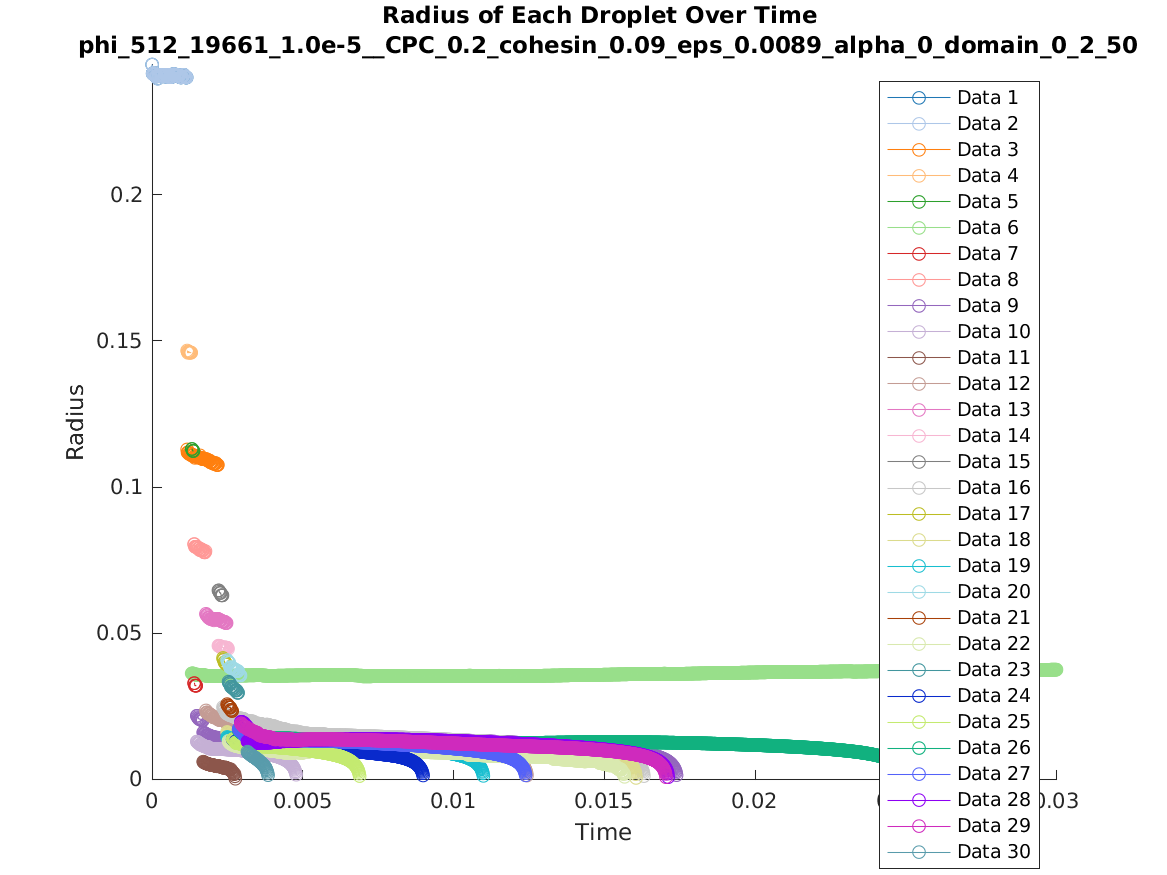 Radius of Each Droplet Over Time
phi_512_19661_1.0e-5__CPC_0.2_cohesin_0.09_eps_0.0089_alpha_0_domain_0_2_50
0.2
0.15
0.1
0.05
0
Radius
0
0.005
0.01
0.015
0.02
0.03
Time
Data 1
Data 2
Data 3
Data 4
Data 5
Data 6
Data 7
Data 8
Data 9
Data 10
Data 11
Data 12
Data 13
Data 14
Data 15
Data 16
Data 17
Data 18
Data 19
Data 20
Data 21
Data 22
Data 23
Data 24
Data 25
Data 26
Data 27
Data 28
Data 29
Data 30